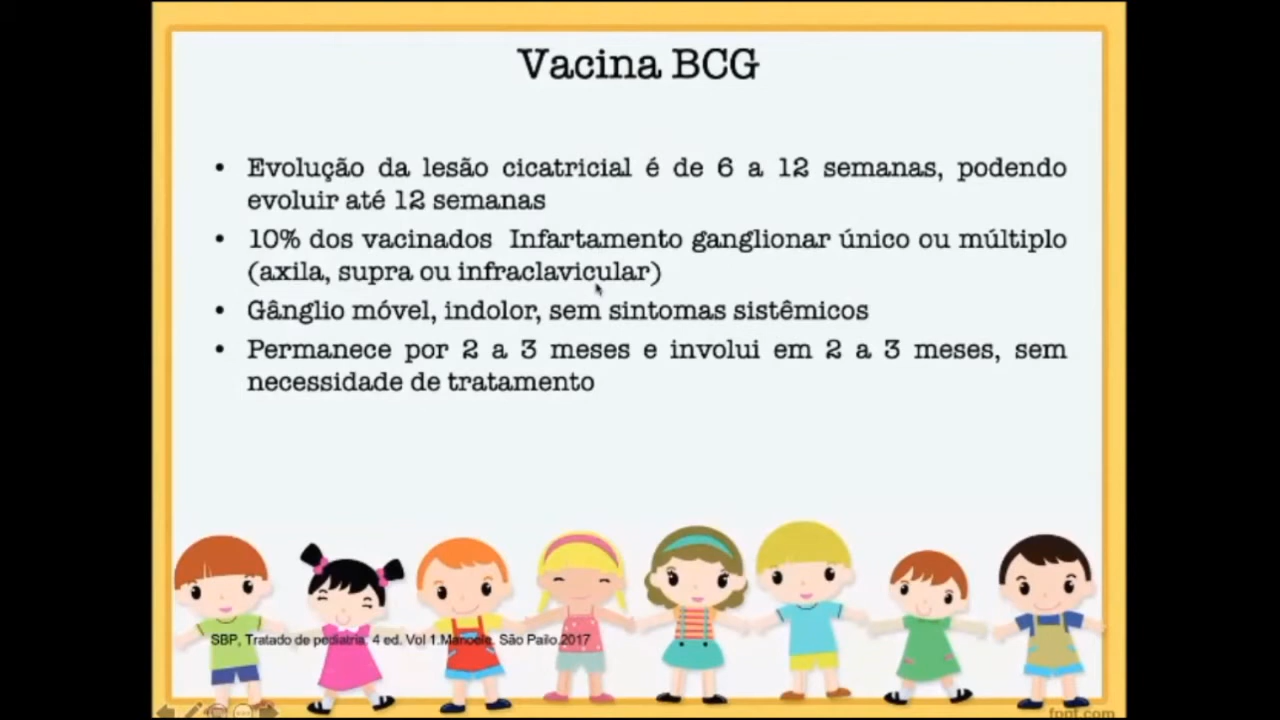 Vacina BCG
• Evolução da lesão cicatricial é de 6 a 12 semanas, podendo
evoluir até 12 semanas
• 10% dos vacinados Infartamento ganglionar único ou múltiplo
(axila, supra ou infraclavicular)
• Gânglio móvel, indolor, sem sintomas sistêmicos
• Permanece por 2 a 3 meses e involui em 2 a 3 meses, sem
necessidade de tratamento
SBP, Tratado de pediatria. 4 ed. Vol 1.Manoele. São Pailo.2017